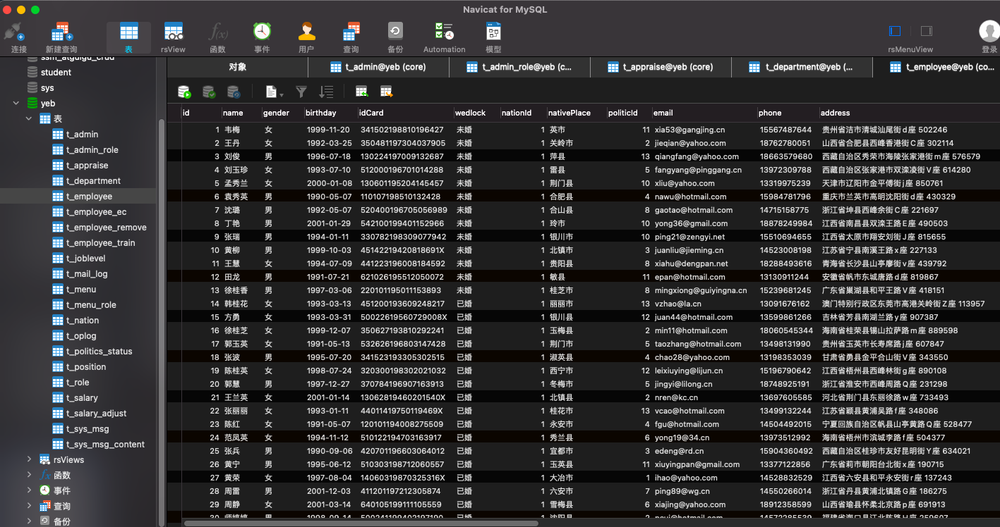 Navicat for MySQL
连接 新建查询 表 rsView 函数 事件 用户 查询 备份 Automation 模型 rsMenuView 登录
ssm_atguigu_crud
student
sys
yeb
表
t_admin
t_admin_role
t_appraise
t_department
t_employee
t_employee_ec
t_employee_remove
t_employee_train
t_joblevel
t_mail_log
t_menu
t_menu_role
t_nation
t_oplog
t_politics_status
t_position
t_role
t_salary
t_salary_adjust
t_sys_msg
t_sys_msg_content
rsViews
函数
事件
查询
备份
对象 t_admin@yeb (core) t_admin_role@yeb (c... t_appraise@yeb (core) t_department@yeb (... t_employee@yeb (co...
id name gender birthday idCard wedlock nationId nativePlace politicId email phone address
1 韦梅 女 1999-11-20 341502198810196427 未婚 1 英市 11 xia53@gangjing.cn 15567487644 贵州省洁市清城汕尾街d座 502246
2 王丹 女 1992-03-25 350481197304037905 未婚 1 关岭市 2 jieqian@yahoo.com 18762780051 山西省合肥县西峰香港街C座 302114
3 刘俊 男 1996-07-18 130224197009132687 未婚 1 萍县 13 qiangfang@yahoo.com 18663579680 西藏自治区秀荣市海陵张家港街m座 576579
4 刘玉珍 女 1993-07-10 512000196701014288 未婚 1 雷县 5 fangyang@pinggang.cn 13972309788 西藏自治区张家港市双滦凌街V座 614280
5 孟秀兰 女 2000-01-08 130601195204145457 未婚 1 荆门县 10 xliu@yahoo.com 13319975239 天津市辽阳市金平傅街j座 850761
6 袁秀英 男 1990-05-07 110107198510132428 未婚 1 合肥县 4 nawu@hotmail.com 15984781796 重庆市兰英市高明沈阳街d座 430329
7 沈璐 男 1992-05-07 520400196705056989 未婚 1 合山县 8 gaotao@hotmail.com 14715158775 浙江省坤县西峰余街C座 221697
8 丁艳 男 2001-01-29 542100199401152966 未婚 1 玲市 10 yong36@gmail.com 18878249984 江西省南昌县双滦王路E座 490503
9 张瑞 男 1994-01-11 330782198309077942 未婚 1 银川市 10 ping21@zengyi.net 15510694655 江西省太原市翔安刘街J座 815655
10 黄柳 男 1999-10-03 45142219420818691X 未婚 1 北镇市 3 juanliu@jieming.cn 14523008198 江苏省宁县南溪王路x座 227133
11 王慧 女 1994-07-09 441223196008184592 未婚 1 贵阳县 8 xiahu@dengpan.net 18288493616 青海省长沙县山亭廖街v座 439792
12 田龙 男 1991-07-21 621026195512050072 未婚 1 敏县 11 epan@hotmail.com 13130911244 安徽省帆市东城唐路d座 819867
13 徐桂香 男 1997-03-06 220101195011153893 未婚 1 桂芝市 8 mingxiong@guiyingna.cn 15239681245 广东省巢湖县和平王路V座 418151
14 韩桂花 女 1993-03-13 451200193609248217 已婚 1 丽丽市 13 vzhao@la.cn 13091676162 澳门特别行政区东莞市高港关岭街Z座 113957
15 方勇 女 1993-03-31 50022619560729008X 已婚 1 银川县 12 juan44@hotmail.com 13599861266 吉林省芳县南湖兰路y座 907387
16 徐桂芝 女 1999-12-07 350627193810292241 已婚 1 玉梅县 2 min11@hotmail.com 18060545344 海南省桂荣县锡山拉萨路m座 889598
17 郭玉英 女 1991-05-13 532626196803147428 已婚 1 荆门市 5 taozhang@hotmail.com 13498131990 贵州省玉英市长寿席路j座 607847
18 张波 男 1995-07-20 341523193305302515 已婚 1 淑英县 4 chao28@yahoo.com 13198353039 甘肃省勇县金平合山街V座 343550
19 陈桂英 女 1998-07-24 320300198302021032 已婚 1 西宁市 12 leixiuying@lijun.cn 15196790642 江西省梧州县西峰林街g座 890108
20 郭慧 男 1997-12-27 370784196907163913 已婚 1 冬梅市 5 jingyi@lilong.cn 18748925191 浙江省淮安市西峰周路Q座 231298
21 王兰英 女 2001-01-14 13062819460201540X 已婚 1 北镇县 2 nren@kc.cn 13697605585 河北省荆门县东丽徐路w座 733493
22 张丽丽 女 1993-01-11 44011419750119469X 已婚 1 桂花市 13 vcao@hotmail.com 13499132244 江苏省颖县黄浦吴路f座 348086
23 陈红 女 1991-05-07 120101194008275509 已婚 1 永安市 4 fgu@hotmail.com 14504492015 宁夏回族自治区帆县山亭黄路Q座 528477
24 范凤英 女 1994-11-12 510122194703163917 已婚 1 秀兰县 6 yong19@34.cn 13973512992 海南省梧州市滨城李路f座 504377
25 张兵 男 1990-09-06 420701196603064012 已婚 1 宜都市 3 edeng@rd.cn 15904360492 西藏自治区桂珍市友好昆明街Y座 634021
26 黄宁 男 1995-06-12 510303198712060557 已婚 1 玉英县 11 xiuyingpan@gmail.com 13377122856 广东省莉市朝阳台北街x座 190715
27 黄荣 女 1997-08-04 14060319870325316X 已婚 1 大冶市 1 ihao@yahoo.com 14528832529 江西省六安县和平永安街r座 137243
28 周雷 男 2001-12-03 411201197212305874 已婚 1 六安市 7 ping89@wg.cn 14550266014 浙江省丹县黄浦北镇路G座 186275
29 周静 女 2001-03-14 640105199111105559 已婚 1 雪梅县 6 xiajing@yahoo.com 18912358599 山西省瑜县怀柔北京路p座 691913